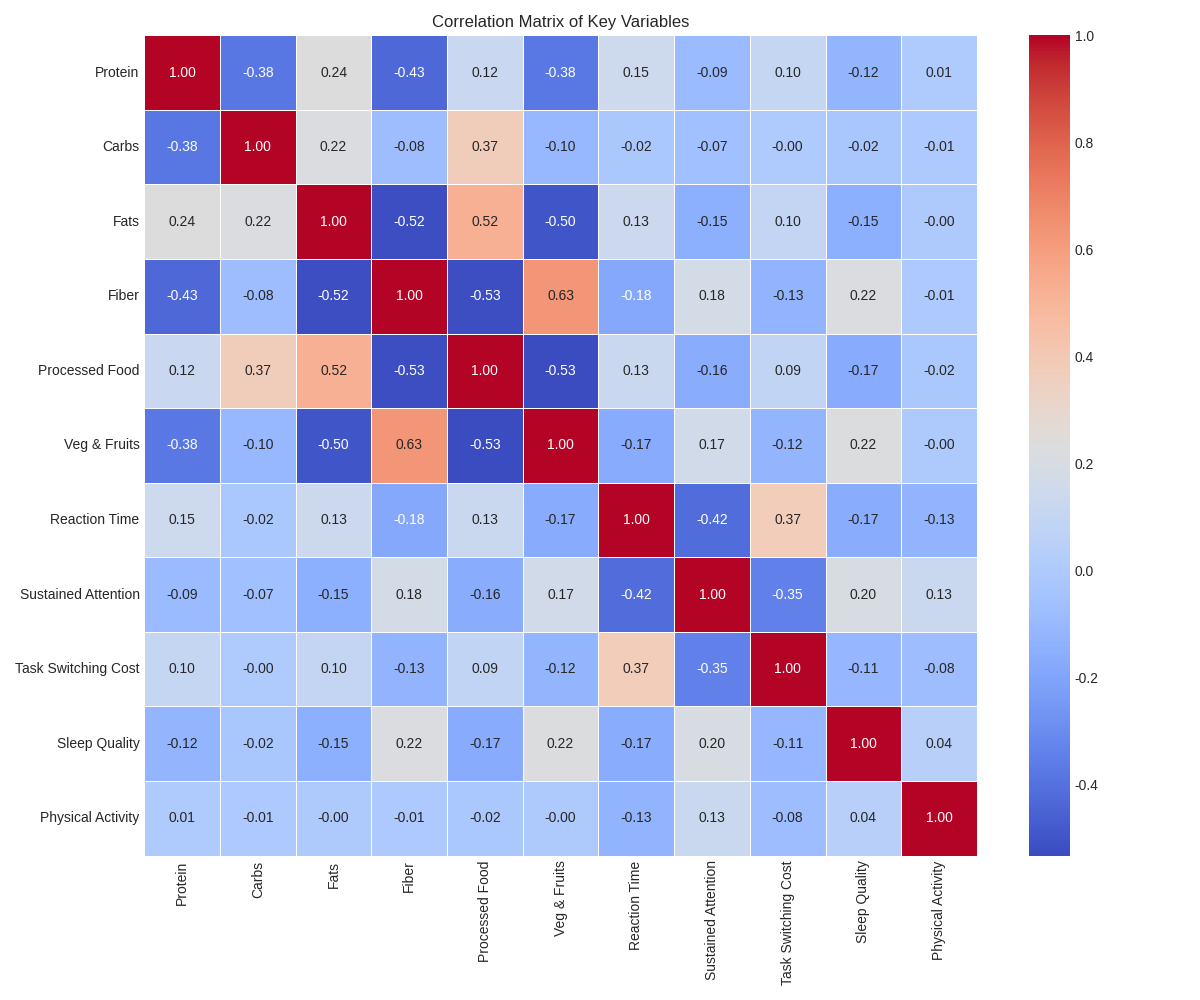 Correlation Matrix of Key Variables
Protein 1.00 -0.38 0.24 -0.43 0.12 -0.38 0.15 -0.09 0.10 -0.12 0.01
Carbs -0.38 1.00 0.22 -0.08 0.37 -0.10 -0.02 -0.07 -0.00 -0.02 -0.01
Fats 0.24 0.22 1.00 -0.52 0.52 -0.50 0.13 -0.15 0.10 -0.15 -0.00
Fiber -0.43 -0.08 -0.52 1.00 -0.53 0.63 -0.18 0.18 -0.13 0.22 -0.01
Processed Food 0.12 0.37 0.52 -0.53 1.00 -0.53 0.13 -0.16 0.09 -0.17 -0.02
Veg & Fruits -0.38 -0.10 -0.50 0.63 -0.53 1.00 -0.17 0.17 -0.12 0.22 -0.00
Reaction Time 0.15 -0.02 0.13 -0.18 0.13 -0.17 1.00 -0.42 0.37 -0.17 -0.13
Sustained Attention -0.09 -0.07 -0.15 0.18 -0.16 0.17 -0.42 1.00 -0.35 0.20 0.13
Task Switching Cost 0.10 -0.00 0.10 -0.13 0.09 -0.12 0.37 -0.35 1.00 -0.11 -0.08
Sleep Quality -0.12 -0.02 -0.15 0.22 -0.17 0.22 -0.17 0.20 -0.11 1.00 0.04
Physical Activity 0.01 -0.01 -0.00 -0.01 -0.02 -0.00 -0.13 0.13 -0.08 0.04 1.00
Protein
Carbs
Fats
Fiber
Processed Food
Veg & Fruits
Reaction Time
Sustained Attention
Task Switching Cost
Sleep Quality
Physical Activity
1.0
0.8
0.6
0.4
0.2
0.0
-0.2
-0.4